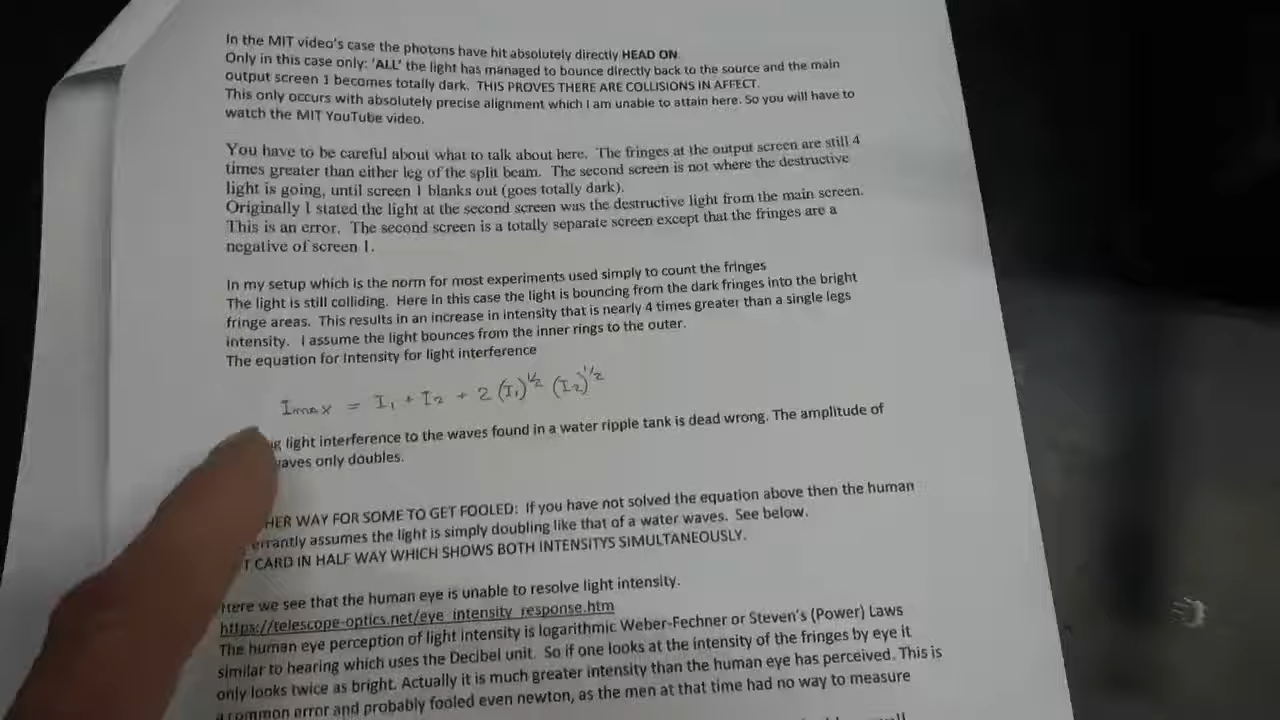 In the MIT video's case the photons have hit absolutely directly HEAD ON.
Only in this case only: 'ALL' the light has managed to bounce directly back to the source and the main
output screen 1 becomes totally dark. THIS PROVES THERE ARE COLLISIONS IN AFFECT.
This only occurs with absolutely precise alignment which I am unable to attain here. So you will have to
watch the MIT YouTube video.
You have to be careful about what to talk about here. The fringes at the output screen are still 4
times greater than either leg of the split beam. The second screen is not where the destructive
light is going, until screen 1 blanks out (goes totally dark).
Originally I stated the light at the second screen was the destructive light from the main screen.
This is an error. The second screen is a totally separate screen except that the fringes are a
negative of screen 1.
In my setup which is the norm for most experiments used simply to count the fringes
The light is still colliding. Here in this case the light is bouncing from the dark fringes into the bright
fringe areas. This results in an increase in intensity that is nearly 4 times greater than a single legs
intensity. I assume the light bounces from the inner rings to the outer.
The equation for Intensity for light interference
Imax = I₁ + I₂ + 2 (I₁)^1/2 (I₂)^1/2
light interference to the waves found in a water ripple tank is dead wrong. The amplitude of
only doubles.
WAY FOR SOME TO GET FOOLED: If you have not solved the equation above then the human
errantly assumes the light is simply doubling like that of a water waves. See below.
CARD IN HALF WAY WHICH SHOWS BOTH INTENSITYS SIMULTANEOUSLY.
Here we see that the human eye is unable to resolve light intensity.
https://telescope-optics.net/eye_intensity_response.htm
The human eye perception of light intensity is logarithmic Weber-Fechner or Steven's (Power) Laws
similar to hearing which uses the Decibel unit. So if one looks at the intensity of the fringes by eye it
only looks twice as bright. Actually it is much greater intensity than the human eye has perceived. This is
a common error and probably fooled even newton, as the men at that time had no way to measure